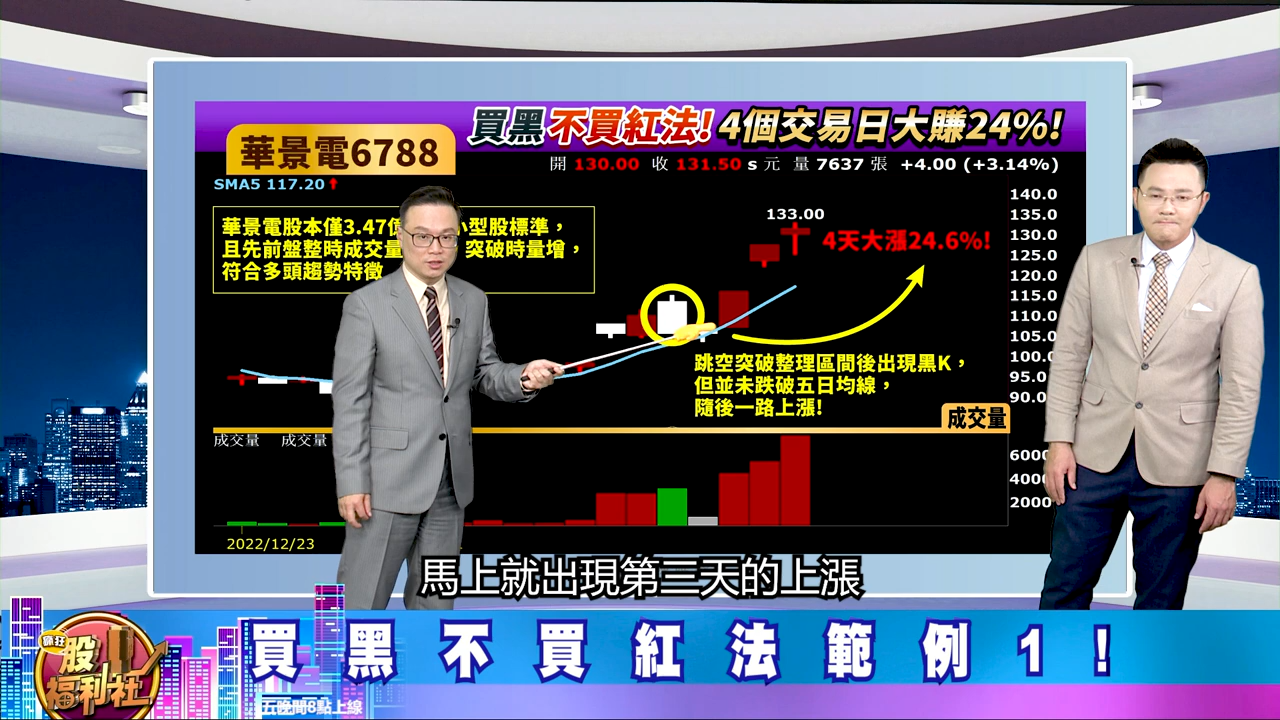 買黑不買紅法!4個交易日大賺24%!
華景電6788
開 130.00 收 131.50 s 元 量 7637 張 +4.00 (+3.14%)
SMA5 117.20
華景電股本僅3.47億
小型股標準,
且先前盤整時成交量
突破時量增,
符合多頭趨勢特徵
133.00
4天大漲24.6%!
跳空突破整理區間後出現黑K,
但並未跌破五日均線,
隨後一路上漲!
140.0
135.0
130.0
125.0
120.0
115.0
110.0
105.0
100.0
95.0
90.0
成交量
成交量 成交量
6000
4000
2000
2022/12/23
馬上就出現第三天的上漲
買黑不買紅法範例1!
瘋狂
股
福利社
五晚間8點上線